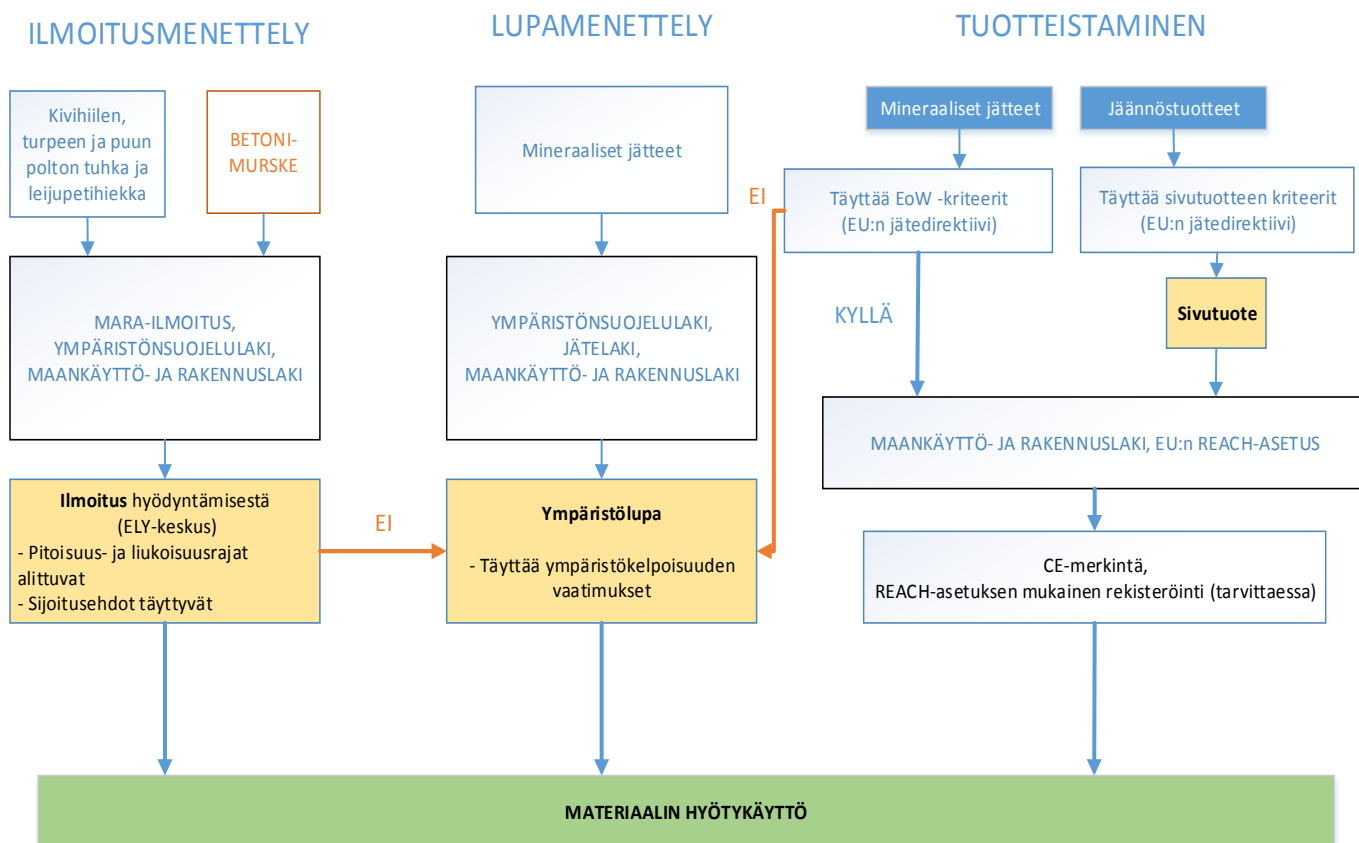 ILMOITUSMENETTELY
Kivihiilen,
turpeen ja puun
polton tuhka ja
leijupetihiekka
BETONI-
MURSKE
MARA-ILMOITUS,
YMPÄRISTÖNSUOJELULAKI,
MAANKÄYTTÖ- JA RAKENNUSLAKI
Ilmoitus hyödyntämisestä
(ELY-keskus)
- Pitoisuus- ja liukoisuusrajat
alittuvat
- Sijoitusehdot täyttyvät
EI
LUPAMENETTELY
Mineraaliset jätteet
YMPÄRISTÖNSUOJELULAKI,
JÄTELAKI,
MAANKÄYTTÖ- JA RAKENNUSLAKI
Ympäristölupa
- Täyttää ympäristökelpoisuuden
vaatimukset
TUOTTEISTAMINEN
Mineraaliset jätteet
Jäännöstuotteet
EI
Täyttää EoW -kriteerit
(EU:n jätedirektiivi)
Täyttää sivutuotteen kriteerit
(EU:n jätedirektiivi)
KYLLÄ
Sivutuote
MAANKÄYTTÖ- JA RAKENNUSLAKI, EU:n REACH-ASETUS
CE-merkintä,
REACH-asetuksen mukainen rekisteröinti (tarvittaessa)
MATERIAALIN HYÖTYKÄYTTÖ